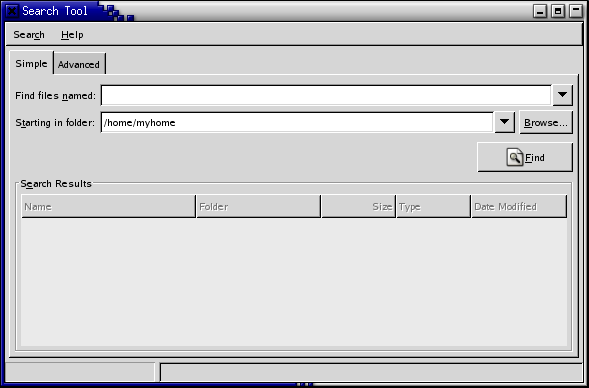 Search Tool
Search Help
Simple Advanced
Find files named:
Starting in folder: /home/myhome Browse...
Find
Search Results
Name Folder Size Type Date Modified